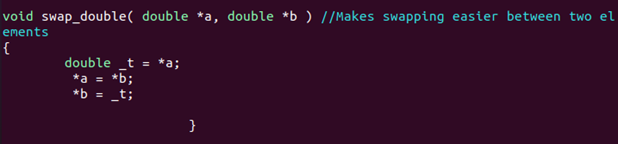 void swap_double( double *a, double *b ) //Makes swapping easier between two el
ements
{
        double _t = *a;
         *a = *b;
         *b = _t;
                        }